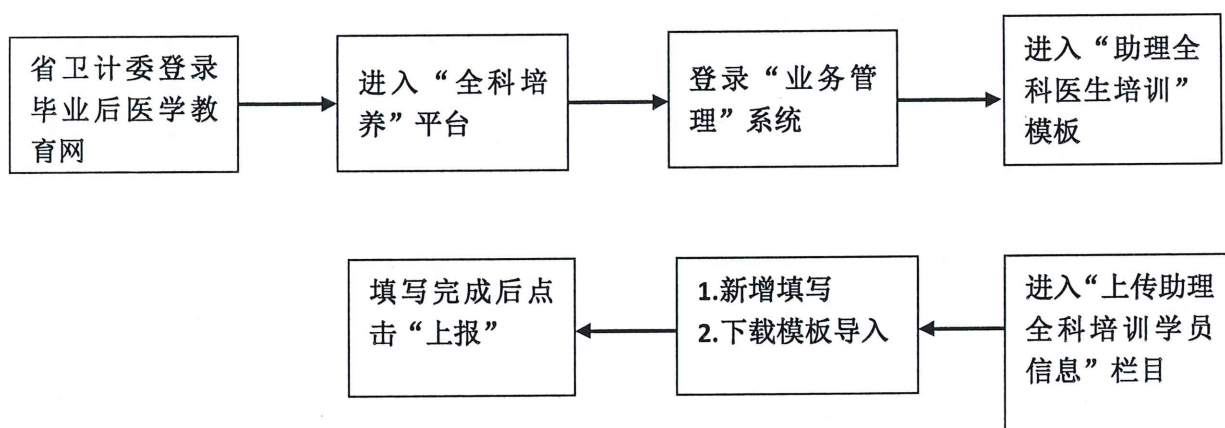 省卫计委登录
毕业后医学教
育网
进入“全科培
养”平台
登录“业务管
理”系统
进入“助理全
科医生培训”
模板
进入“上传助理
全科培训学员
信息”栏目
1.新增填写
2.下载模板导入
填写完成后点
击“上报”